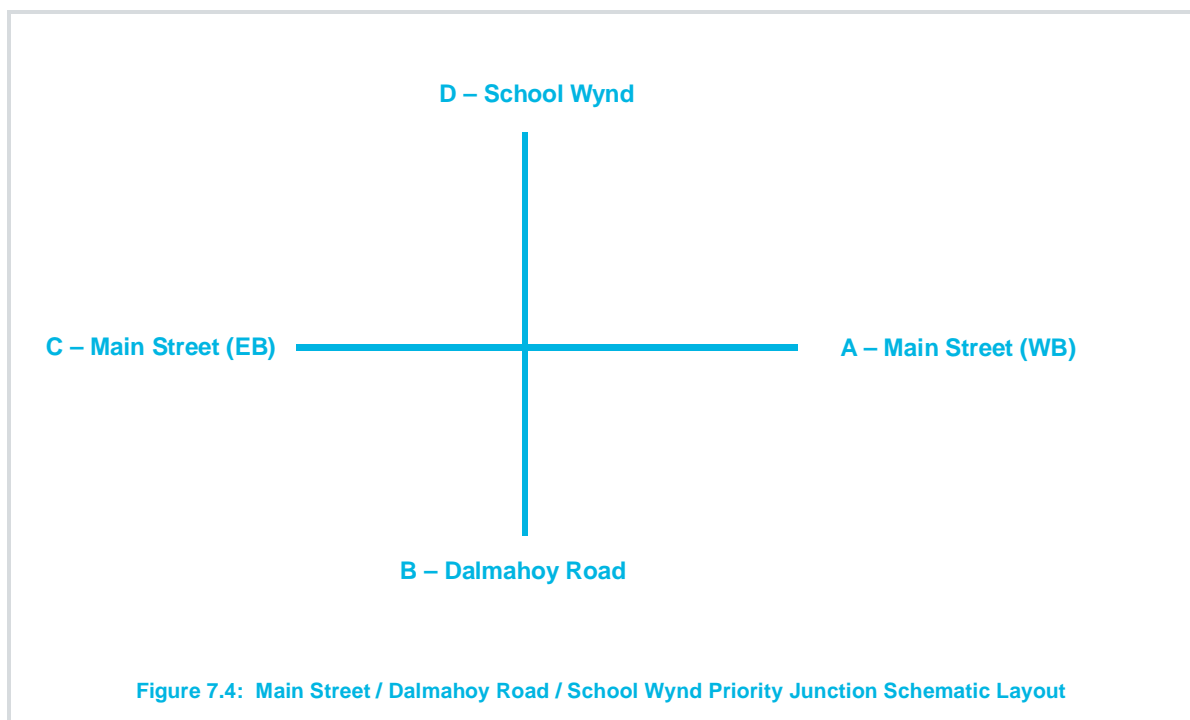 D – School Wynd
C – Main Street (EB)
A – Main Street (WB)
B – Dalmahoy Road
Figure 7.4: Main Street / Dalmahoy Road / School Wynd Priority Junction Schematic Layout